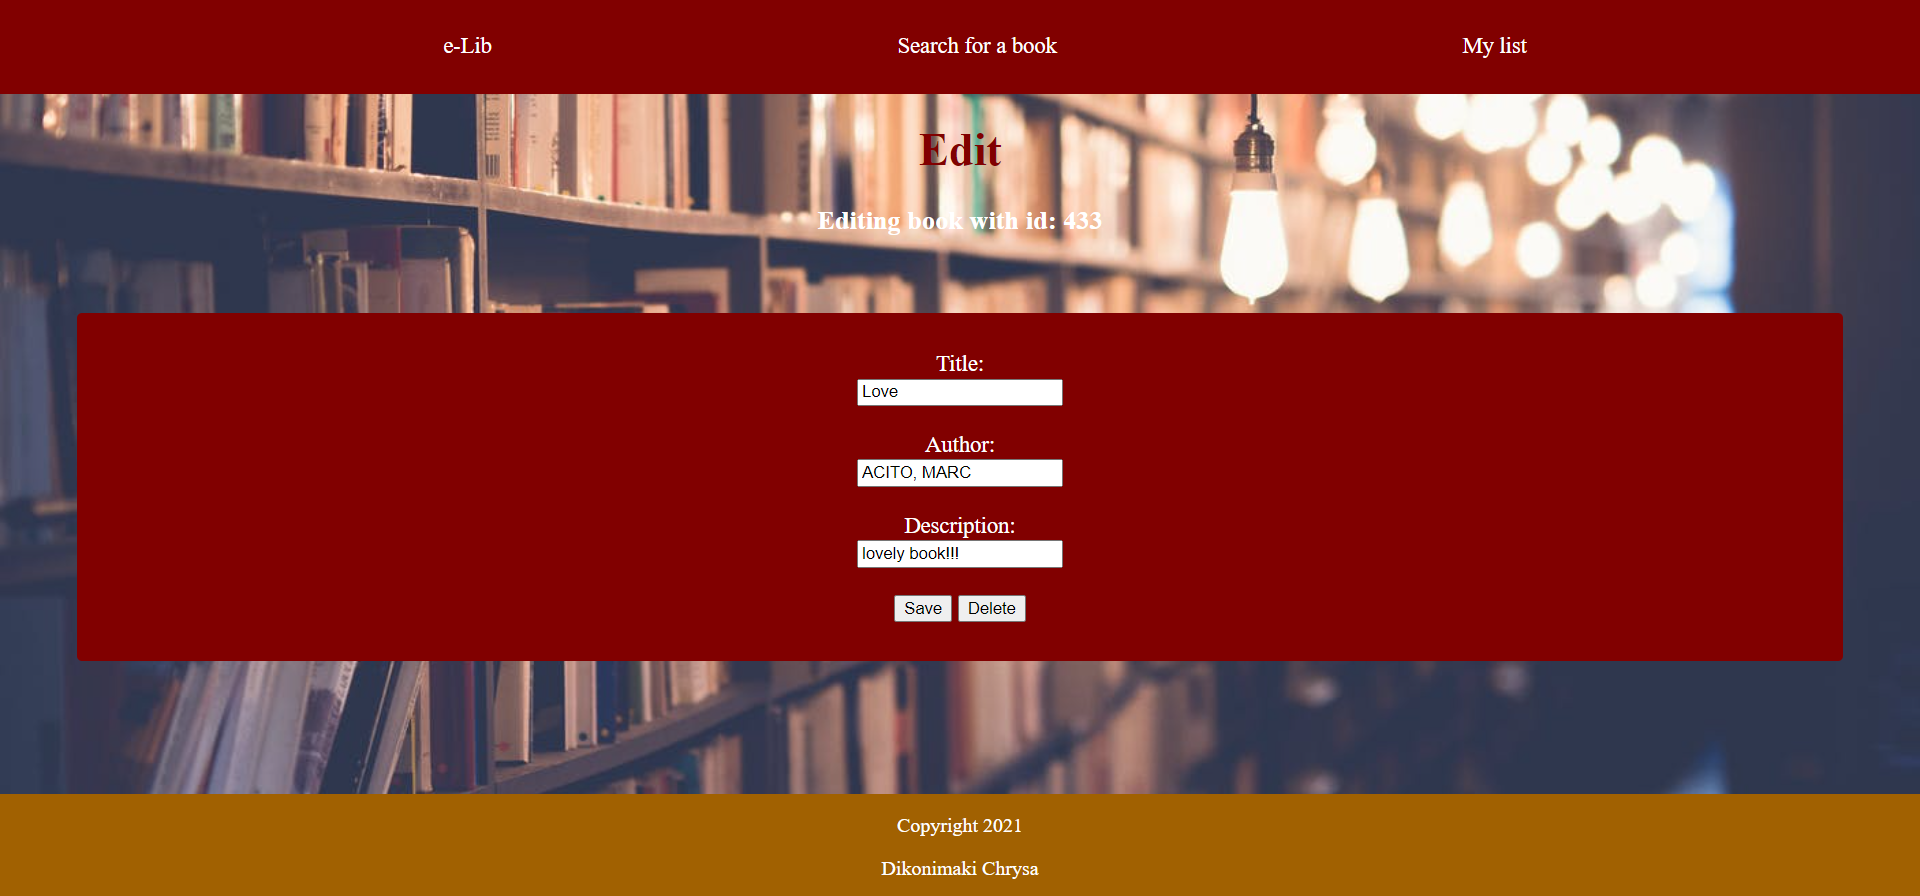 e-Lib Search for a book My list
Edit
Editing book with id: 433
Title:
Love
Author:
ACITO, MARC
Description:
lovely book!!!
Save Delete
Copyright 2021
Dikonimaki Chrysa